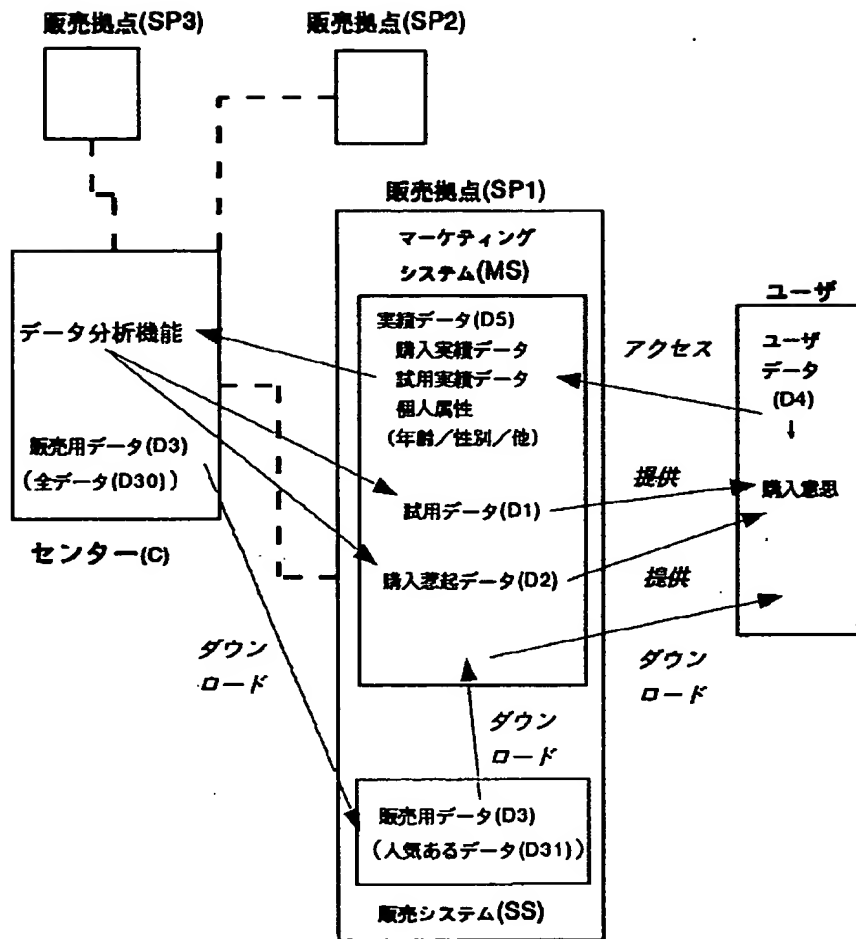 販売拠点(SP3)
販売拠点(SP2)
販売拠点(SP1)
マーケティング
システム(MS)
実績データ(D5)
購入実績データ
試用実績データ
個人属性
(年齢／性別／他)
試用データ(D1)
購入惹起データ(D2)
データ分析機能
販売用データ(D3)
(全データ(D30))
センター(C)
ユーザ
ユーザ
データ
(D4)
↓
購入意思
アクセス
提供
提供
ダウン
ロード
ダウン
ロード
ダウン
ロード
販売用データ(D3)
(人気あるデータ(D31))
販売システム(SS)